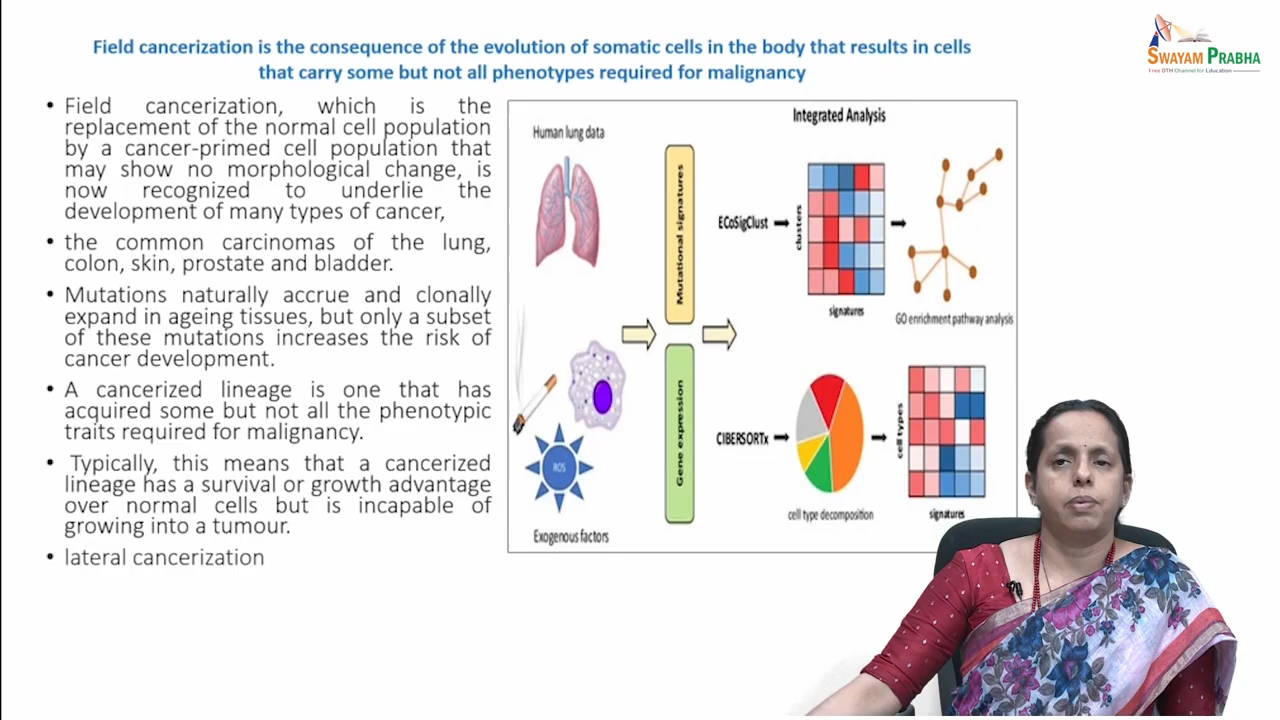 Field cancerization is the consequence of the evolution of somatic cells in the body that results in cells
that carry some but not all phenotypes required for malignancy
SWAYAM PRABHA
Free DTH Channel for Education
• Field cancerization, which is the
replacement of the normal cell population
by a cancer-primed cell population that
may show no morphological change, is
now recognized to underlie the
development of many types of cancer,
• the common carcinomas of the lung,
colon, skin, prostate and bladder.
• Mutations naturally accrue and clonally
expand in ageing tissues, but only a subset
of these mutations increases the risk of
cancer development.
• A cancerized lineage is one that has
acquired some but not all the phenotypic
traits required for malignancy.
• Typically, this means that a cancerized
lineage has a survival or growth advantage
over normal cells but is incapable of
growing into a tumour.
• lateral cancerization
Human lung data
ROS
Exogenous factors
Mutational signatures
Gene expression
Integrated Analysis
ECoSigClust
clusters
signatures
GO enrichment pathway analysis
CIBERSORTx
cell type decomposition
cell types
signatures